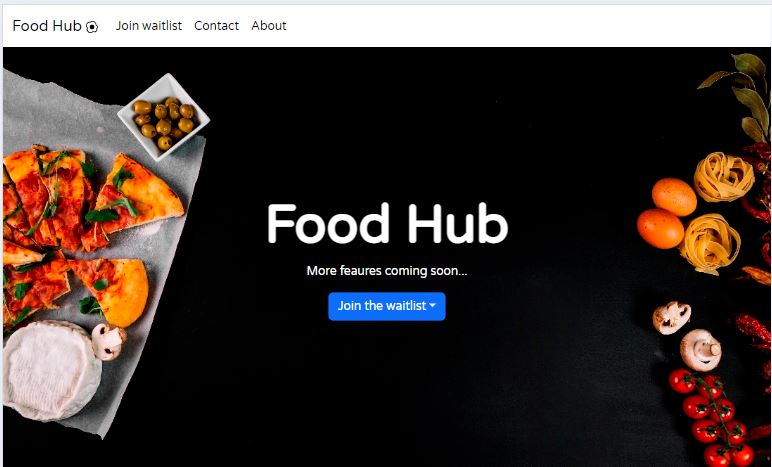 Food Hub
Join waitlist Contact About
Food Hub
More feaures coming soon...
Join the waitlist